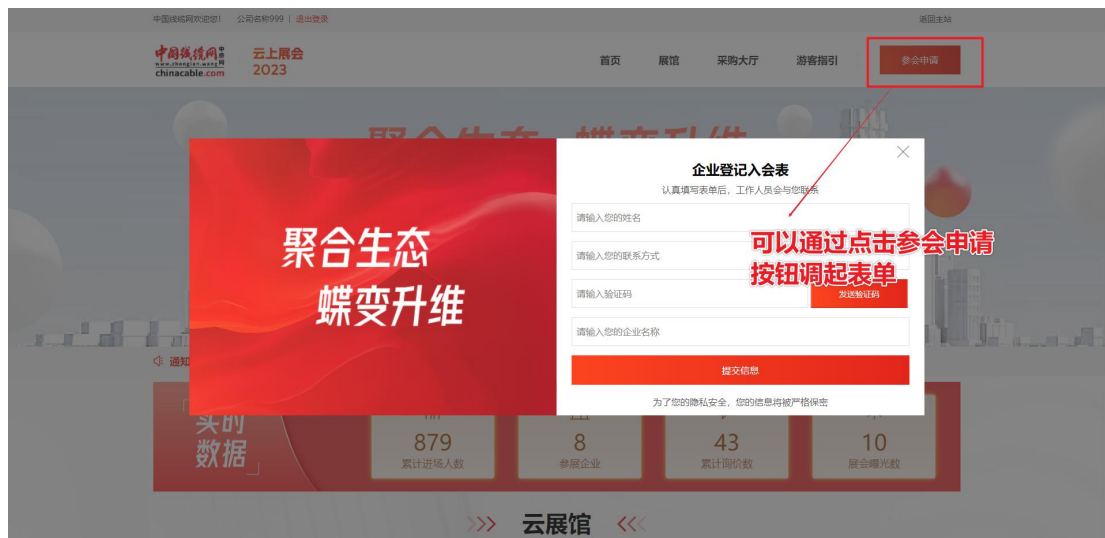 中国线缆网欢迎您! 公司名称999 | 退出登录 返回主站
中国线缆网
www.zhonglan.wang
chinacable.com
云上展会
2023
首页 展馆 采购大厅 游客指引 参会申请
聚合生态
蝶变升维
企业登记入会表
认真填写表单后，工作人员会与您联系
请输入您的姓名
请输入您的联系方式
请输入验证码 发送验证码
请输入您的企业名称
提交信息
为了您的隐私安全，您的信息将被严格保密
可以通过点击参会申请
按钮调起表单
通知
实时
数据
879
累计进场人数
8
参展企业
43
累计询价数
10
展会曝光数
>>> 云展馆 <<<